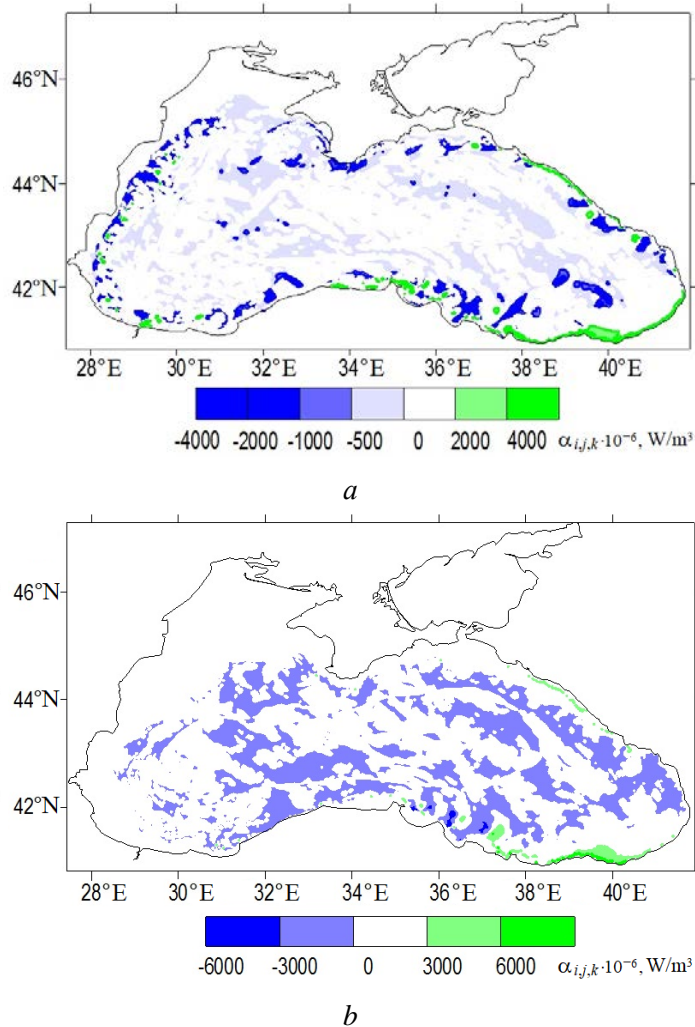 46°N
44°N
42°N
28° E 30° E 32° E 34° E 36° E 38° E 40° E
-4000 -2000 -1000 -500 0 2000 4000 αi,j,k·10⁻⁶, W/m³
a
46°N
44°N
42°N
28° E 30° E 32° E 34° E 36° E 38° E 40° E
-6000 -3000 0 3000 6000 αi,j,k·10⁻⁶, W/m³
b